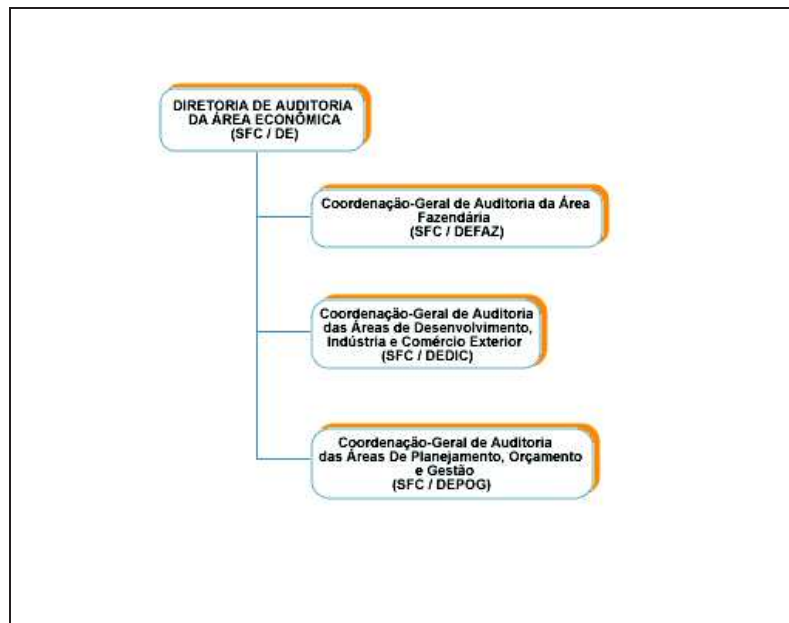 DIRETORIA DE AUDITORIA
DA ÁREA ECONÔMICA
(SFC / DE)
Coordenação-Geral de Auditoria da Área
Fazendária
(SFC / DEFAZ)
Coordenação-Geral de Auditoria
das Áreas de Desenvolvimento,
Indústria e Comércio Exterior
(SFC / DEDIC)
Coordenação-Geral de Auditoria
das Áreas De Planejamento, Orçamento
e Gestão
(SFC / DEPOG)